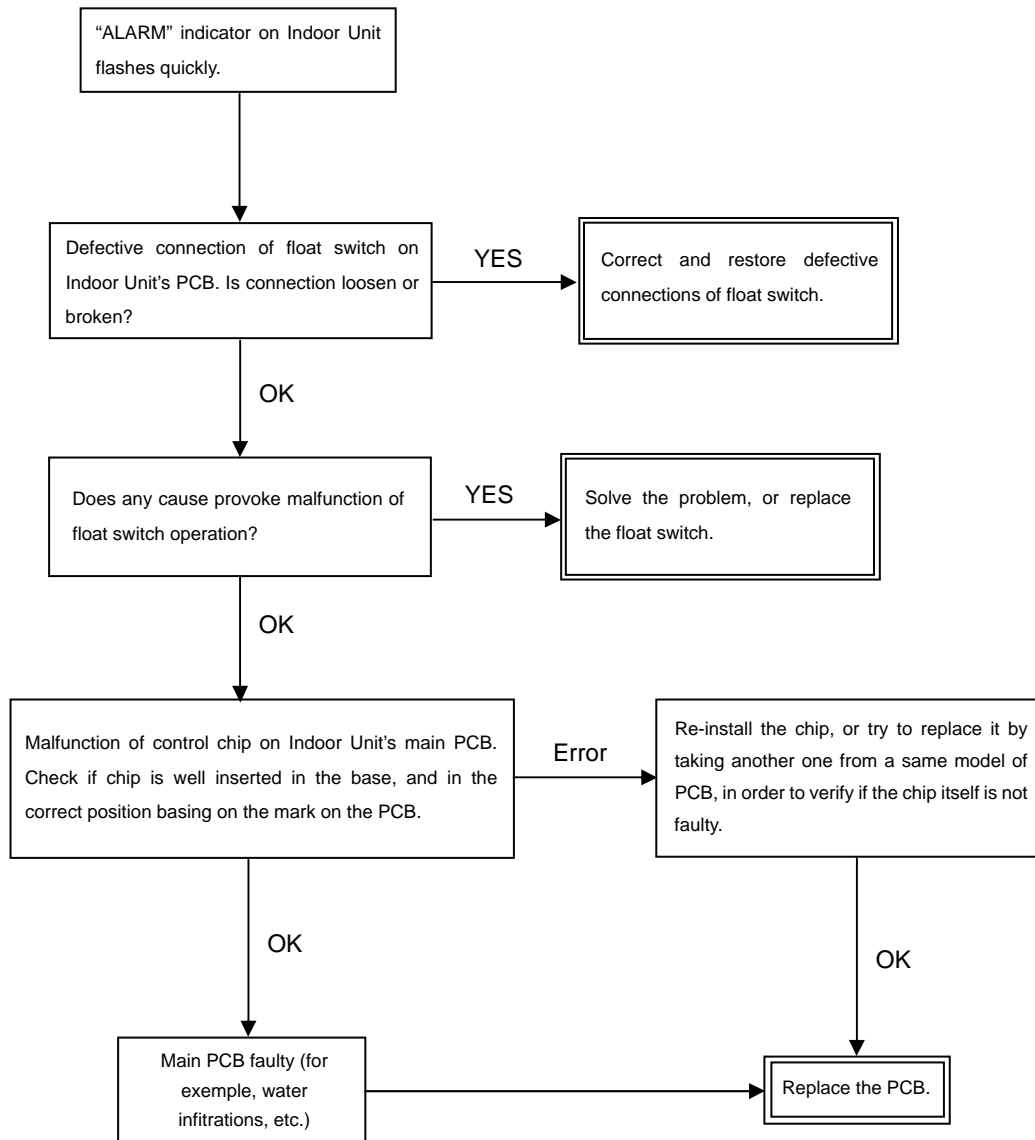 “ALARM” indicator on Indoor Unit
flashes quickly.
Defective connection of float switch on
Indoor Unit’s PCB. Is connection loosen or
broken?
YES
Correct and restore defective
connections of float switch.
OK
Does any cause provoke malfunction of
float switch operation?
YES
Solve the problem, or replace
the float switch.
OK
Malfunction of control chip on Indoor Unit’s main PCB.
Check if chip is well inserted in the base, and in the
correct position basing on the mark on the PCB.
Error
Re-install the chip, or try to replace it by
taking another one from a same model of
PCB, in order to verify if the chip itself is not
faulty.
OK
OK
Main PCB faulty (for
exemple, water
infitrations, etc.)
Replace the PCB.